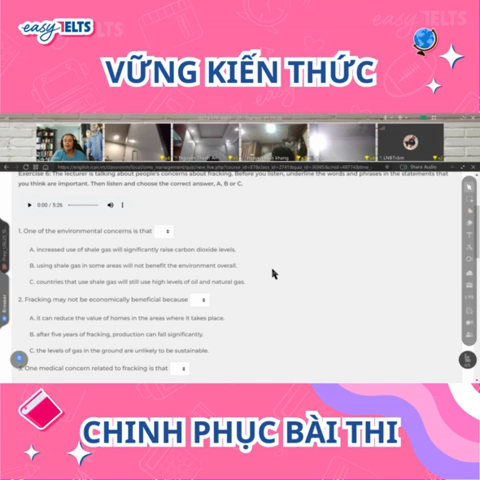 easy IELTS
VỮNG KIẾN THỨC
Exercise 6. The lecturer is talking about people's concerns about fracking. Before you listen, underline the words and phrases in the statements that
you think are important. Then listen and choose the correct answer, A, B or C.
0:00 / 5:26
1. One of the environmental concerns is that
A. increased use of shale gas will significantly raise carbon dioxide levels.
B. using shale gas in some areas will not benefit the environment overall.
C. countries that use shale gas will still use high levels of oil and natural gas.
2. Fracking may not be economically beneficial because
A. it can reduce the value of homes in the areas where it takes place.
B. after five years of fracking, production can fall significantly.
C. the levels of gas in the ground are unlikely to be sustainable.
3. One medical concern related to fracking is that
CHINH PHỤC BÀI THI